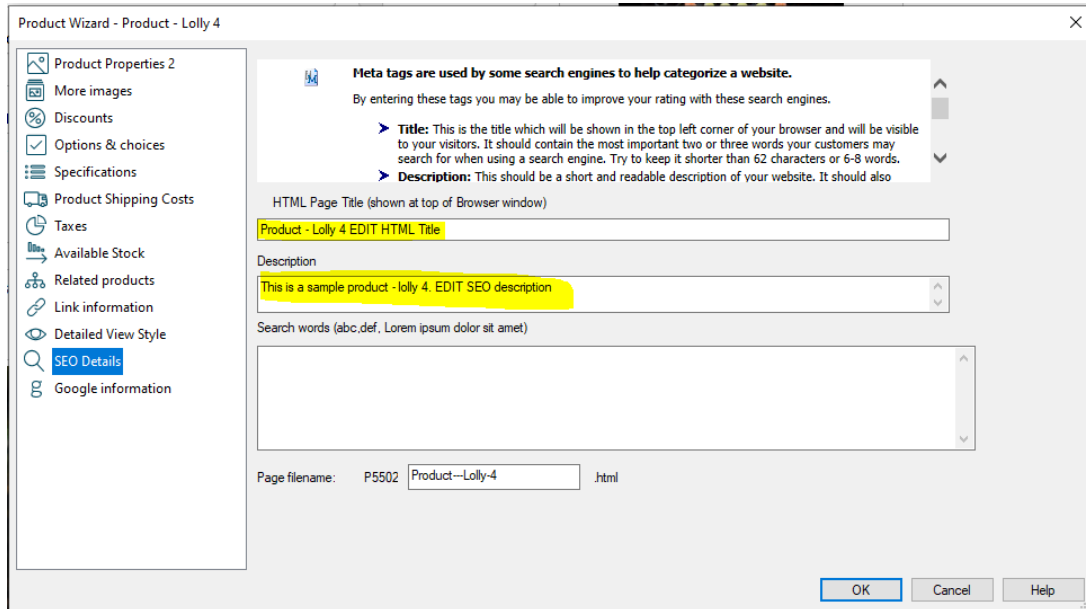 Product Wizard - Product - Lolly 4
Product Properties 2
More images
Discounts
Options & choices
Specifications
Product Shipping Costs
Taxes
Available Stock
Related products
Link information
Detailed View Style
SEO Details
Google information
Meta tags are used by some search engines to help categorize a website.
By entering these tags you may be able to improve your rating with these search engines.
Title: This is the title which will be shown in the top left corner of your browser and will be visible
to your visitors. It should contain the most important two or three words your customers may
search for when using a search engine. Try to keep it shorter than 62 characters or 6-8 words.
Description: This should be a short and readable description of your website. It should also
HTML Page Title (shown at top of Browser window)
Product - Lolly 4 EDIT HTML Title
Description
This is a sample product - lolly 4. EDIT SEO description
Search words (abc,def, Lorem ipsum dolor sit amet)
Page filename: P5502 Product---Lolly-4 .html
OK Cancel Help